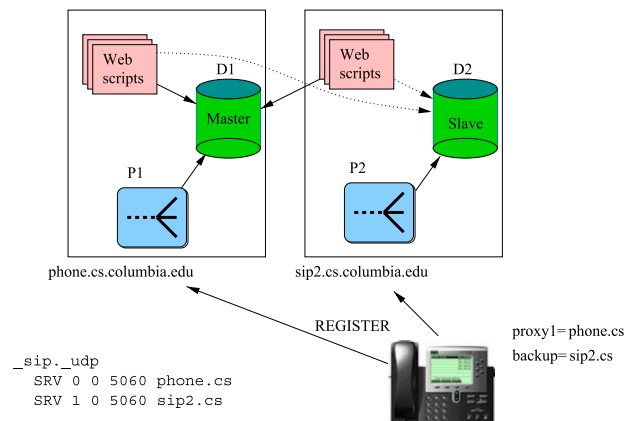 Web
scripts
D1
Master
P1
phone.cs.columbia.edu
Web
scripts
D2
Slave
P2
sip2.cs.columbia.edu
REGISTER
proxy1=phone.cs
backup=sip2.cs
_sip._udp
SRV 0 0 5060 phone.cs
SRV 1 0 5060 sip2.cs